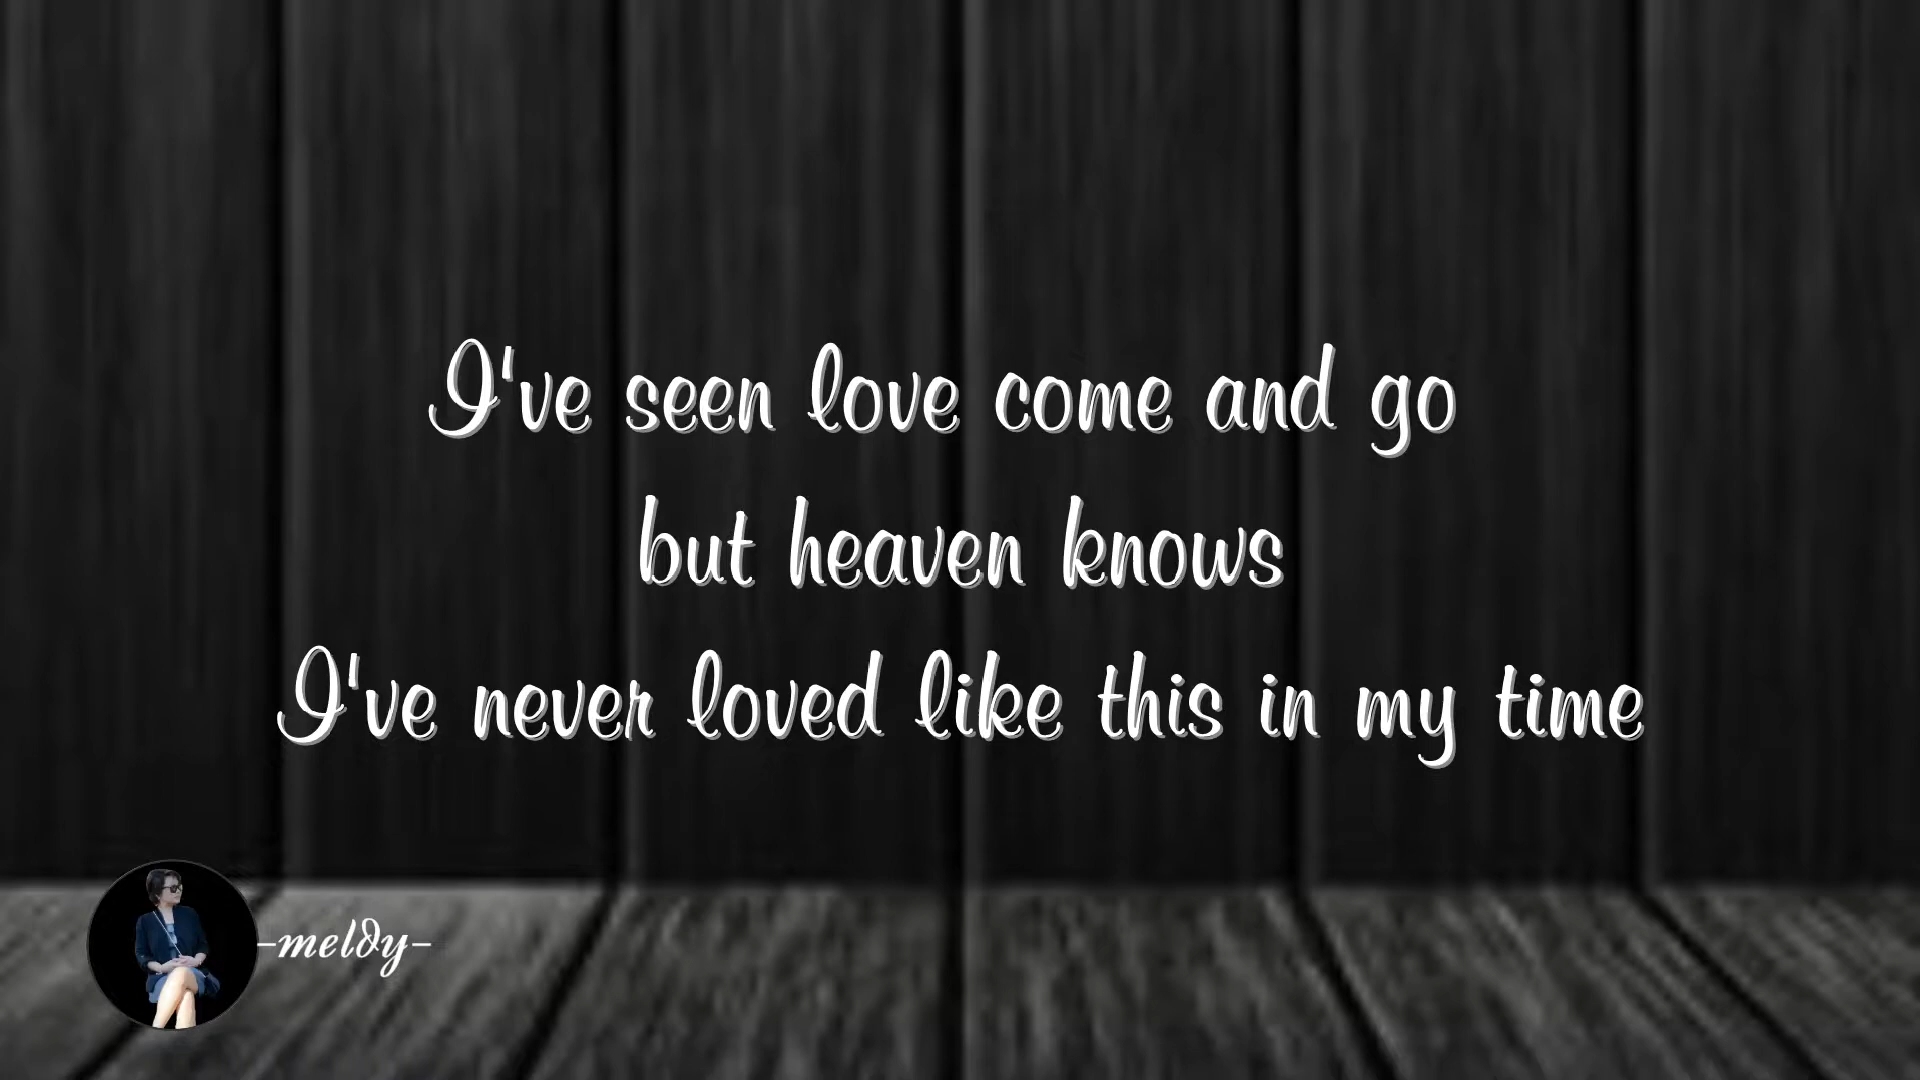 I've seen love come and go
but heaven knows
I've never loved like this in my time
-meldy-